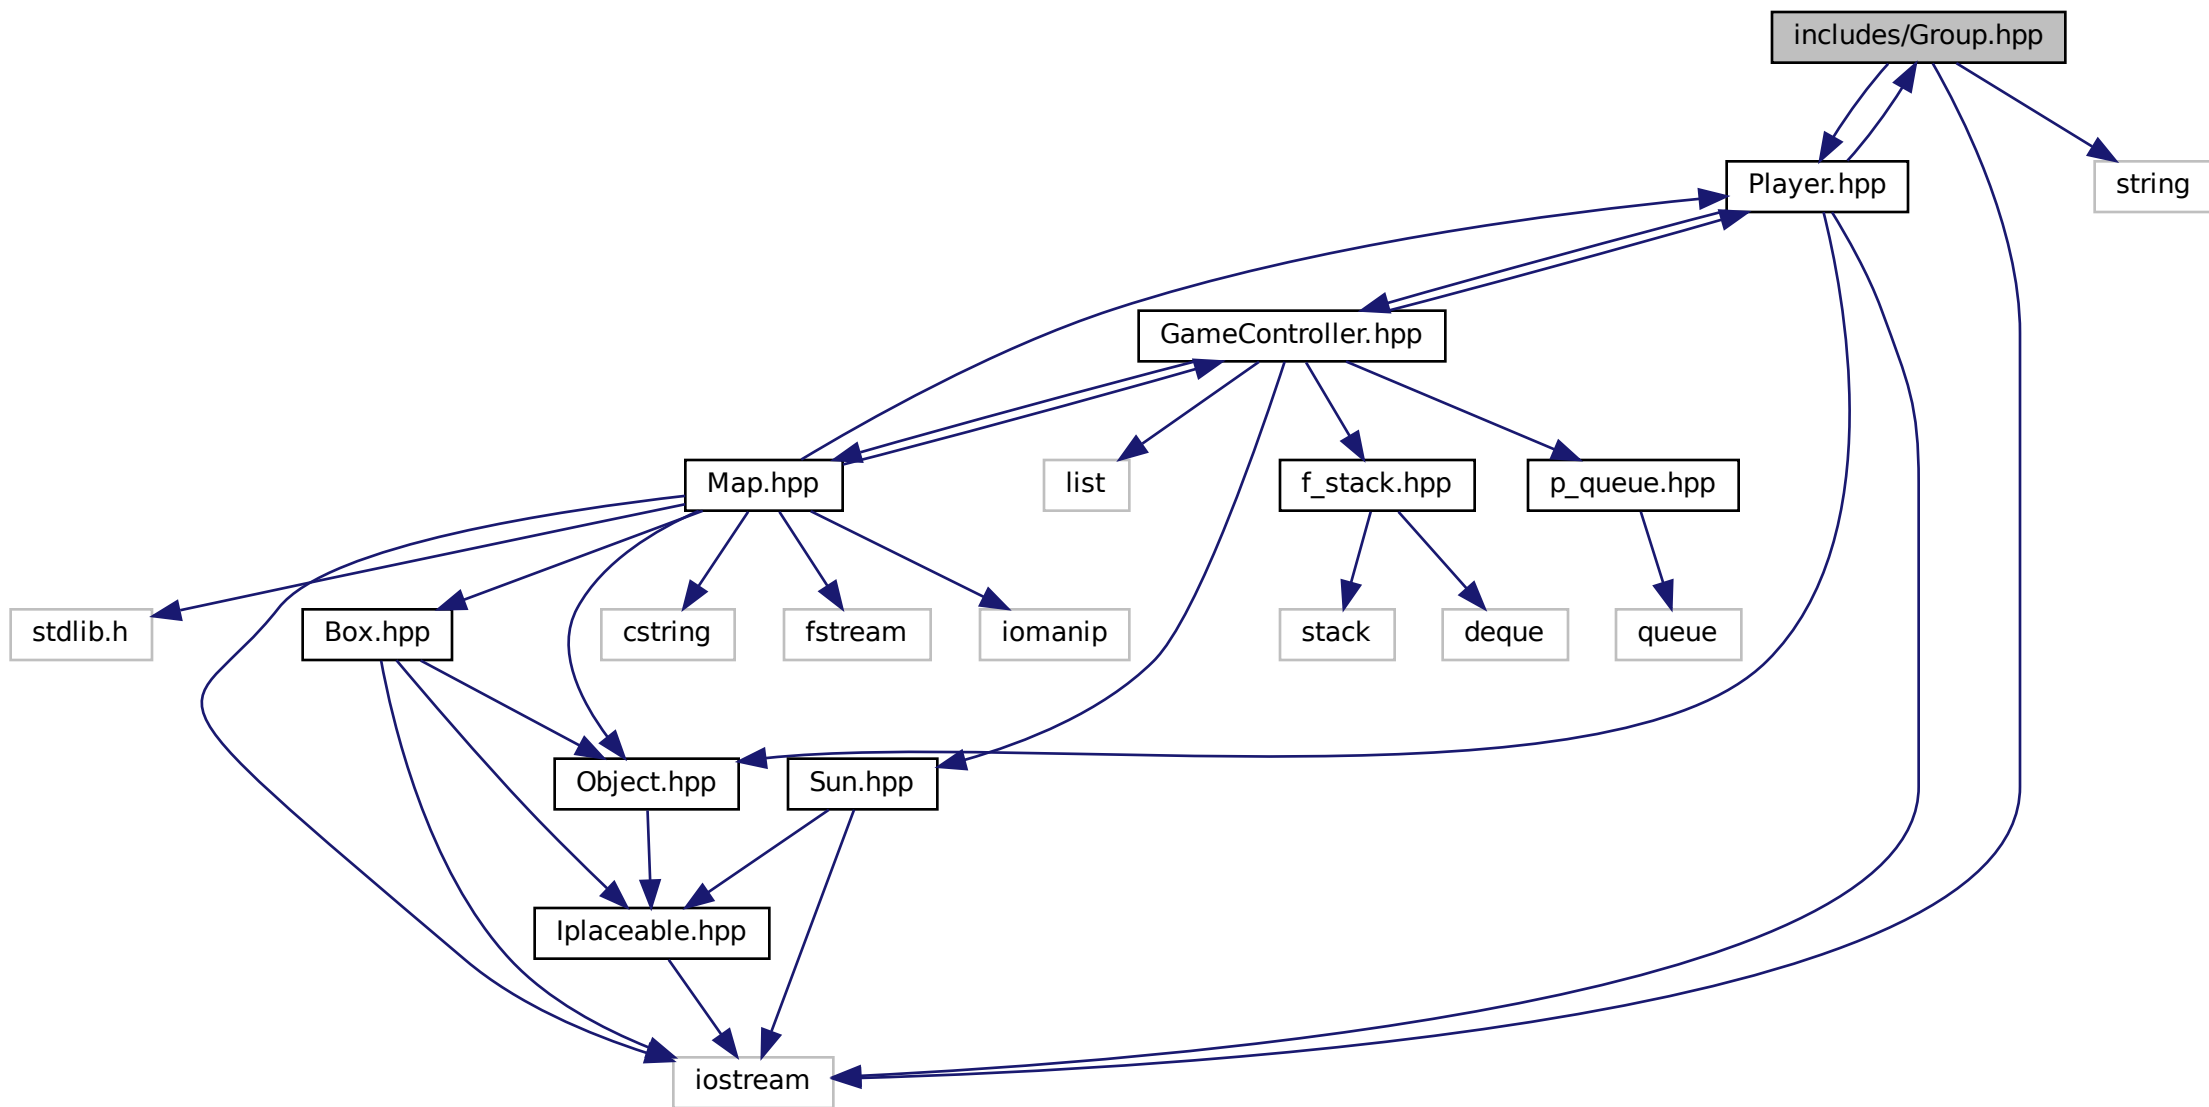 includes/Group.hpp
Player.hpp
string
GameController.hpp
Map.hpp
list
f_stack.hpp
p_queue.hpp
stdlib.h
Box.hpp
cstring
fstream
iomanip
stack
deque
queue
Object.hpp
Sun.hpp
Iplaceable.hpp
iostream